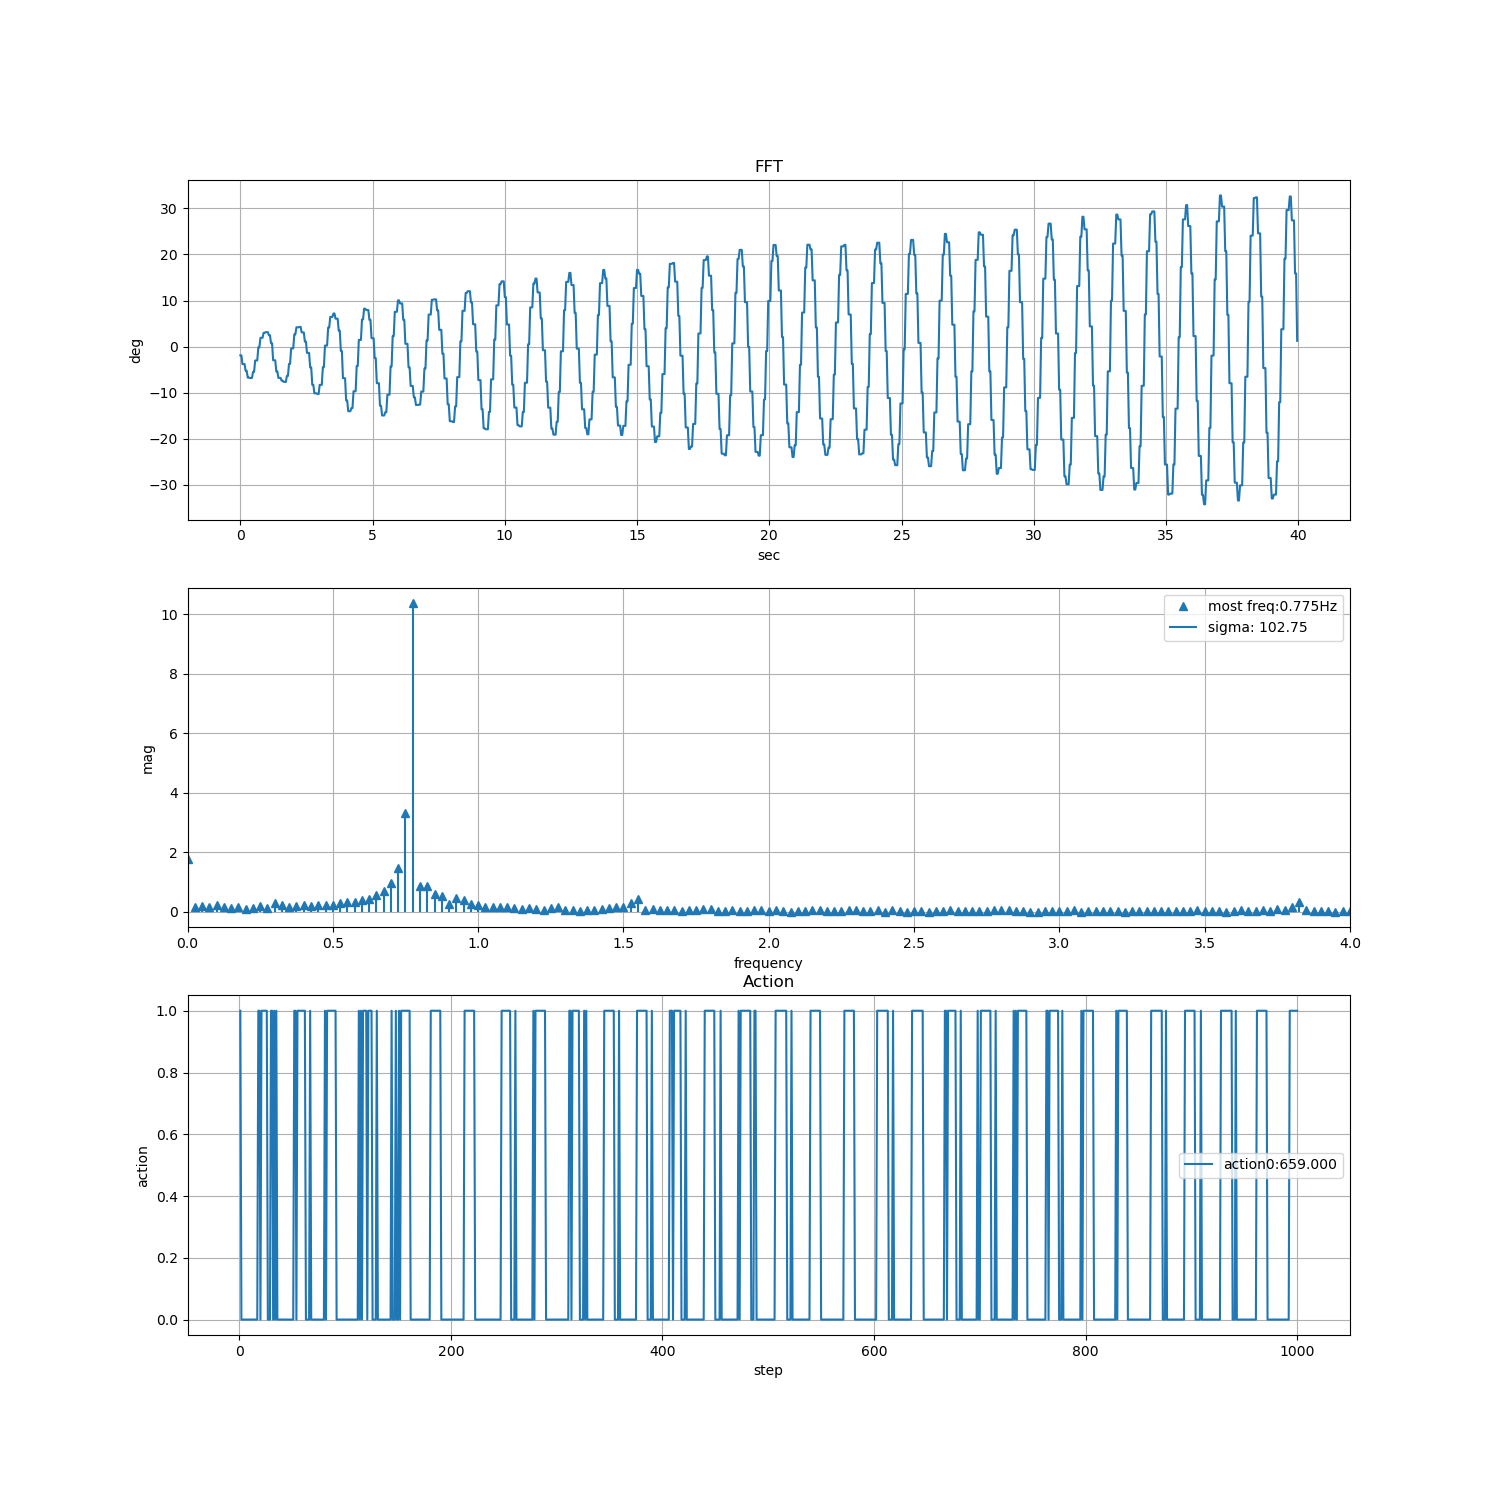 FFT
30
20
10
0
−10
−20
−30
deg
0 5 10 15 20 25 30 35 40
sec
10
8
6
4
2
0
mag
most freq:0.775Hz
sigma: 102.75
0.0 0.5 1.0 1.5 2.0 2.5 3.0 3.5 4.0
frequency
Action
1.0
0.8
0.6
0.4
0.2
0.0
action
action0:659.000
0 200 400 600 800 1000
step